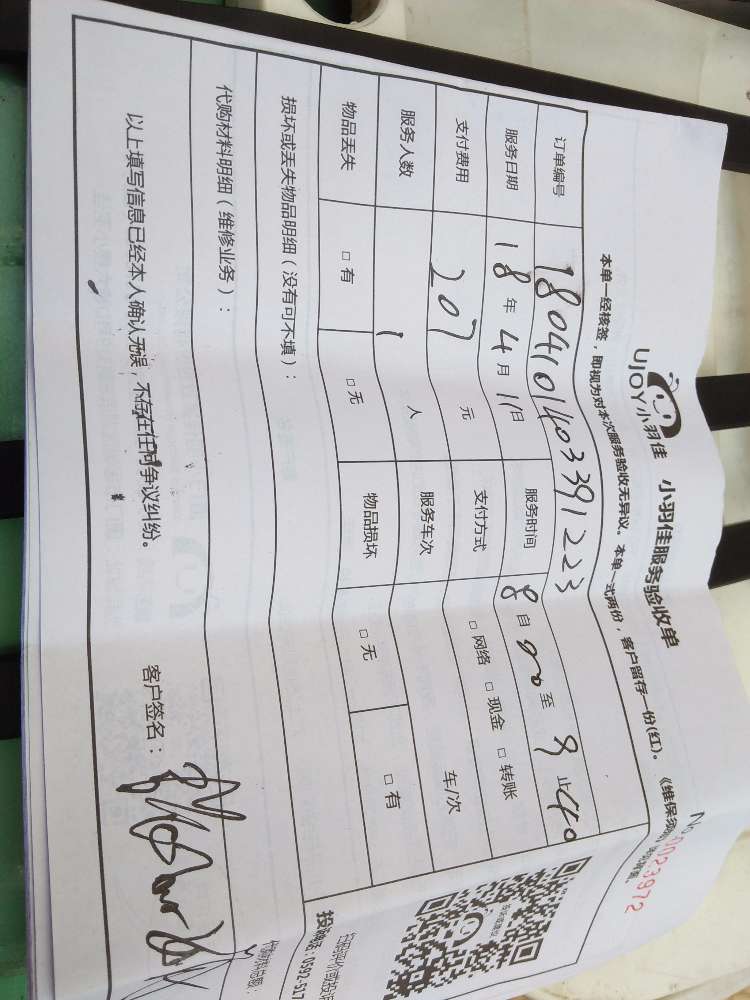 UJOY小羽佳 小羽佳服务验收单
No 0023972
本单一经核签，即视为对本次服务验收无异议。本单一式两份，客户留存一份(红)。
订单编号 1804101403391223
服务日期 18年4月11日 服务时间 8自00至9止40
支付费用 207元 支付方式 □网络 □现金 □转账
服务人数 1人 服务车次 车/次
物品丢失 □有 □无 物品损坏 □无 □有
损坏或丢失物品明细（没有可不填）：
代购材料明细（维修业务）：
以上填写信息已经本人确认无误，不存在任何争议纠纷。 客户签名：